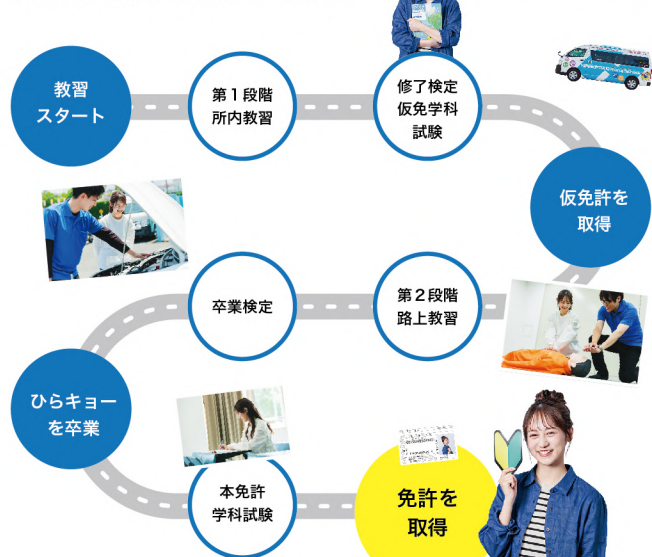 教習
スタート
第1段階
所内教習
修了検定
仮免学科
試験
仮免許を
取得
第2段階
路上教習
卒業検定
ひらキョー
を卒業
本免許
学科試験
免許を
取得